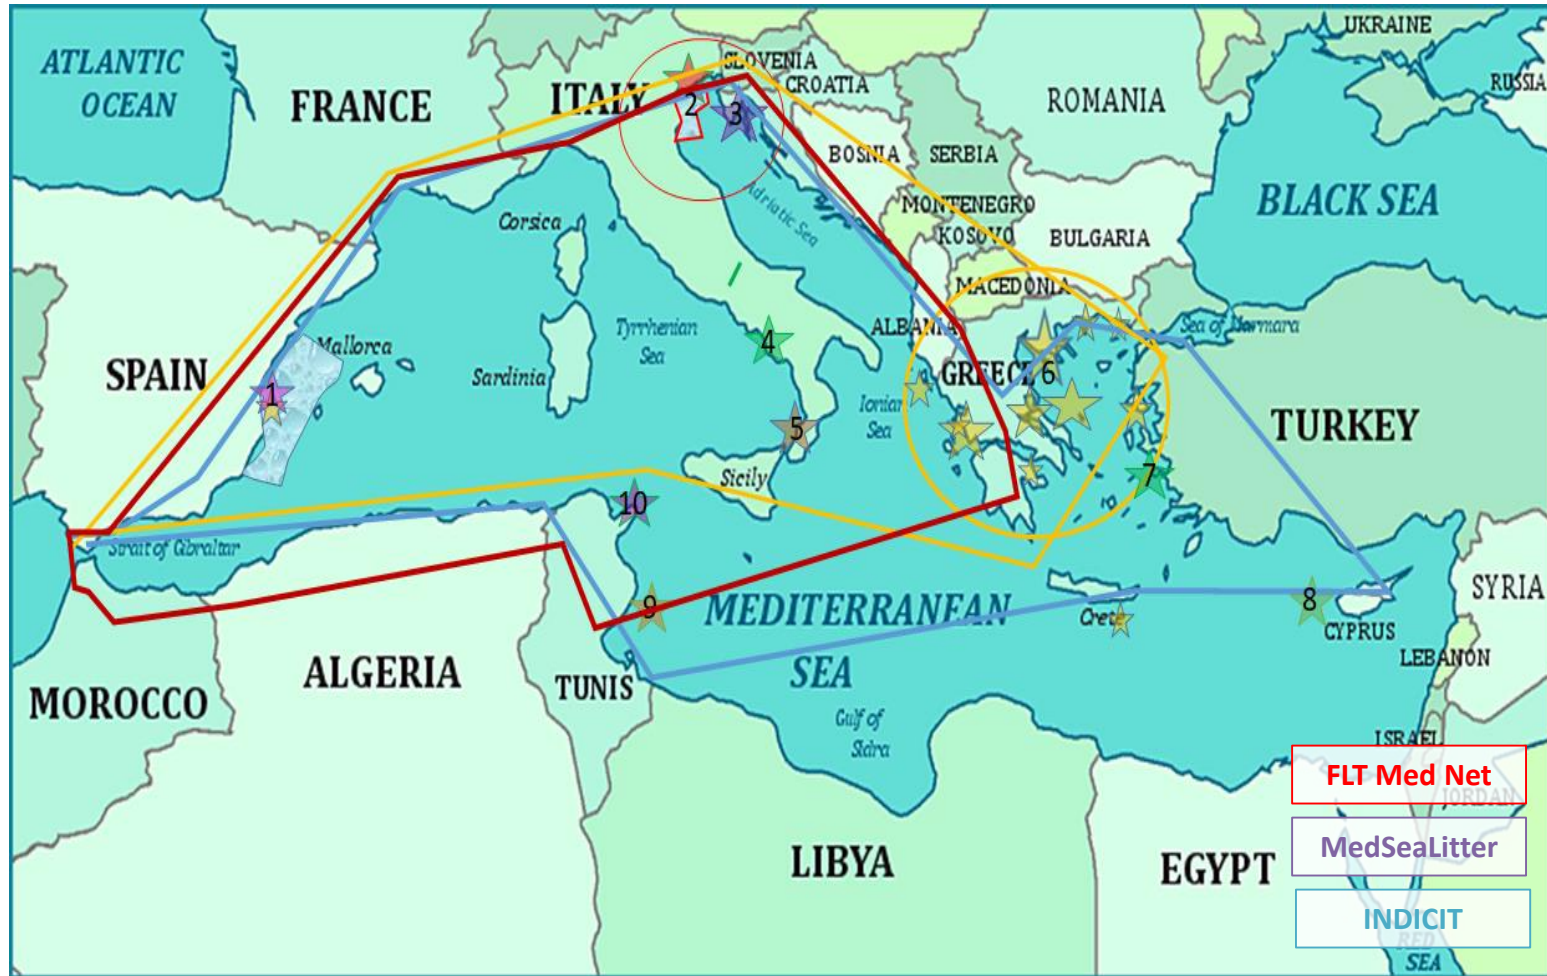 UKRAINE
ATLANTIC
OCEAN
SLOVENIA
CROATIA
RUSSIA
FRANCE
ITALY
ROMANIA
2
3
BOSNIA
SERBIA
Adriatic Sea
MONTENEGRO
BLACK SEA
Corsica
KOSOVO
BULGARIA
MACEDONIA
Tyrrhenian
Sea
4
ALBANIA
Sea of Marmara
Mallorca
SPAIN
Sardinia
GREECE
6
1
Ionian
Sea
5
TURKEY
Sicily
7
10
Strait of Gibraltar
SYRIA
9
MEDITERRANEAN
SEA
Crete
8
CYPRUS
LEBANON
ALGERIA
TUNIS
MOROCCO
Gulf of
Sidra
ISRAEL
FLT Med Net
JORDAN
MedSeaLitter
LIBYA
EGYPT
INDICIT
RED
SEA